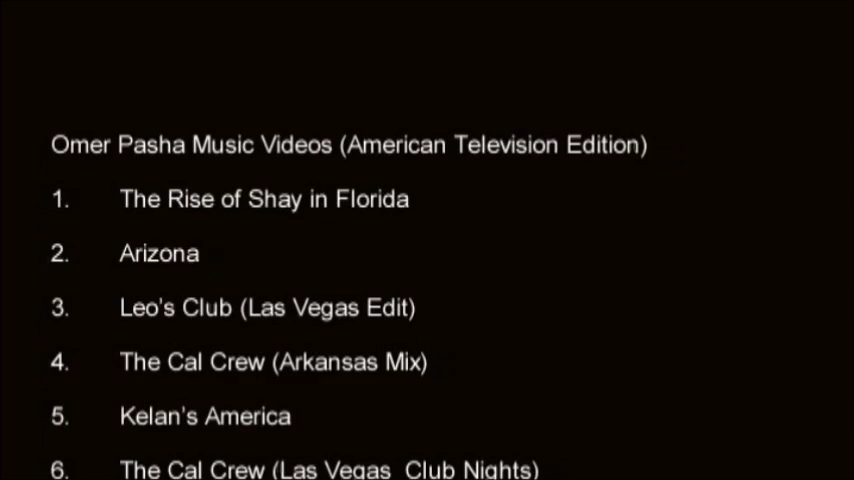 Omer Pasha Music Videos (American Television Edition)
1. The Rise of Shay in Florida
2. Arizona
3. Leo's Club (Las Vegas Edit)
4. The Cal Crew (Arkansas Mix)
5. Kelan's America
6. The Cal Crew (Las Vegas Club Nights)